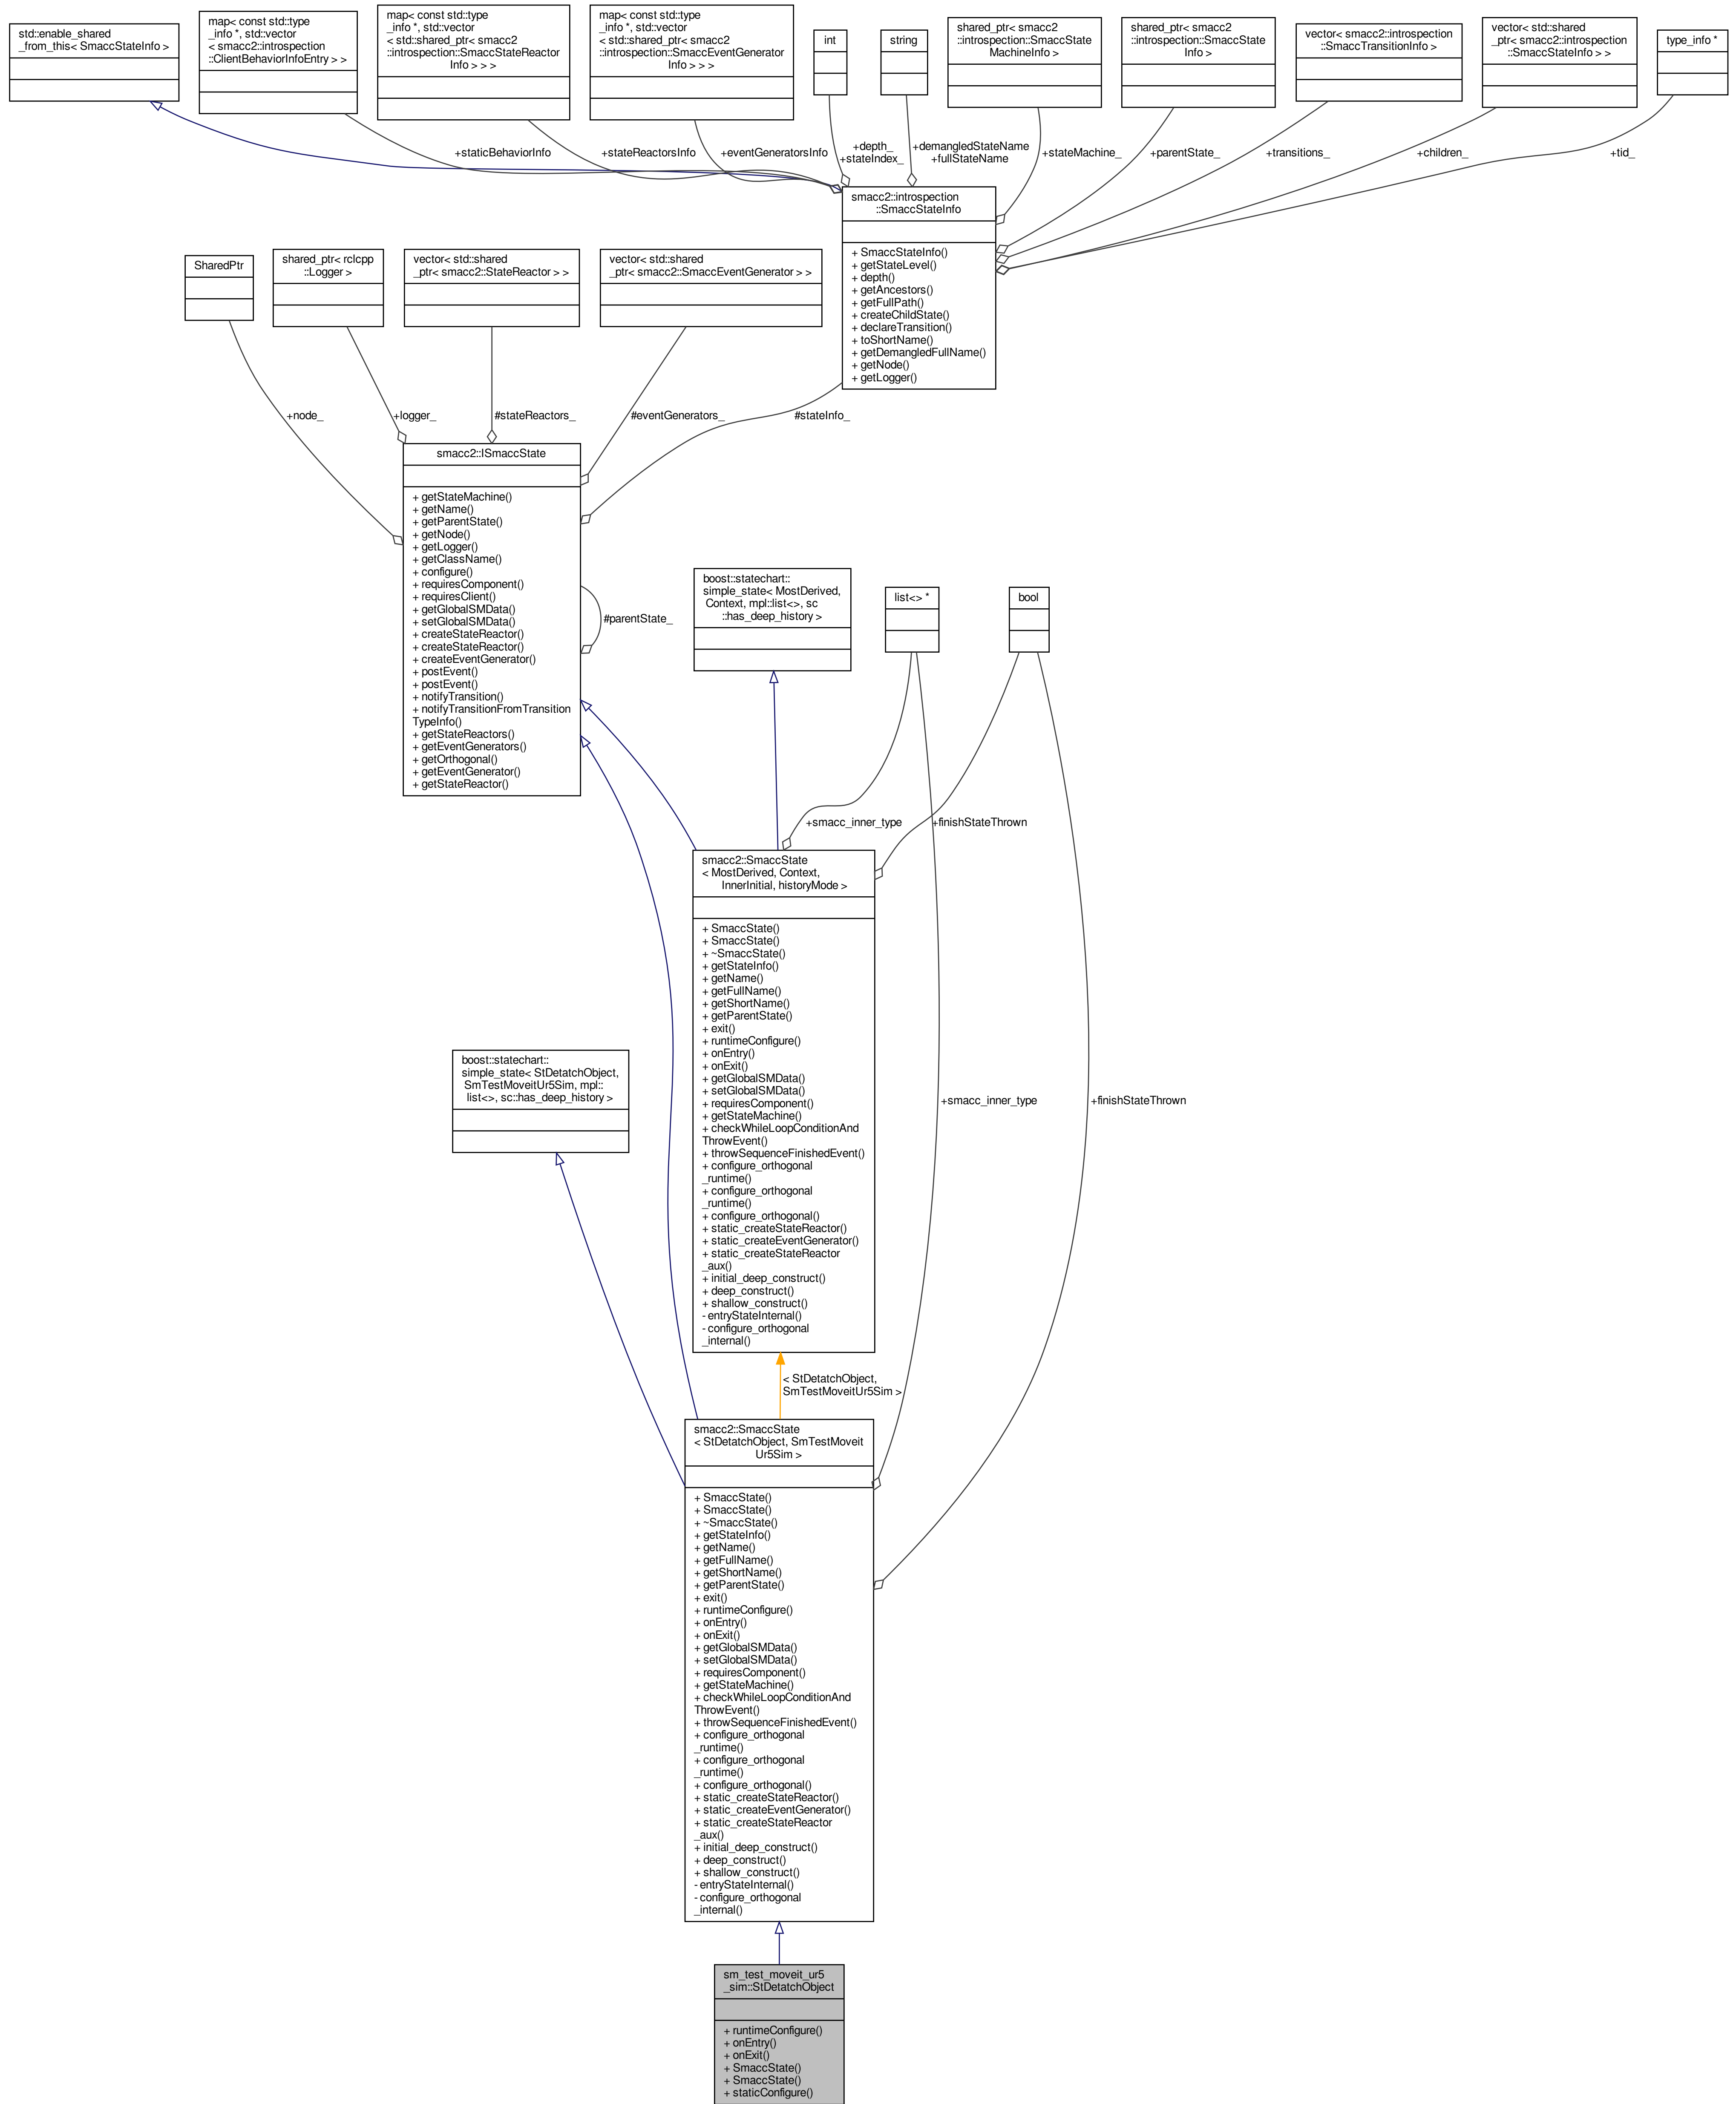 std::enable_shared
_from_this< SmaccStateInfo >
map< const std::type
_info *, std::vector
< smacc2::introspection
::ClientBehaviorInfoEntry > >
map< const std::type
_info *, std::vector
< std::shared_ptr< smacc2
::introspection::SmaccStateReactor
Info > > >
map< const std::type
_info *, std::vector
< std::shared_ptr< smacc2
::introspection::SmaccEventGenerator
Info > > >
int
string
shared_ptr< smacc2
::introspection::SmaccState
MachineInfo >
shared_ptr< smacc2
::introspection::SmaccState
Info >
vector< smacc2::introspection
::SmaccTransitionInfo >
vector< std::shared
_ptr< smacc2::introspection
::SmaccStateInfo > >
type_info *
+staticBehaviorInfo
+stateReactorsInfo
+eventGeneratorsInfo
+depth_
+stateIndex_
+demangledStateName
+fullStateName
+stateMachine_
+parentState_
+transitions_
+children_
+tid_
smacc2::introspection
::SmaccStateInfo
+ SmaccStateInfo()
+ getStateLevel()
+ depth()
+ getAncestors()
+ getFullPath()
+ createChildState()
+ declareTransition()
+ toShortName()
+ getDemangledFullName()
+ getNode()
+ getLogger()
SharedPtr
shared_ptr< rclcpp
::Logger >
vector< std::shared
_ptr< smacc2::StateReactor > >
vector< std::shared
_ptr< smacc2::SmaccEventGenerator > >
+node_
+logger_
#stateReactors_
#eventGenerators_
#stateInfo_
smacc2::ISmaccState
+ getStateMachine()
+ getName()
+ getParentState()
+ getNode()
+ getLogger()
+ getClassName()
+ configure()
+ requiresComponent()
+ requiresClient()
+ getGlobalSMData()
+ setGlobalSMData()
+ createStateReactor()
+ createStateReactor()
+ createEventGenerator()
+ postEvent()
+ postEvent()
+ notifyTransition()
+ notifyTransitionFromTransition
TypeInfo()
+ getStateReactors()
+ getEventGenerators()
+ getOrthogonal()
+ getEventGenerator()
+ getStateReactor()
#parentState_
boost::statechart::
simple_state< MostDerived,
Context, mpl::list<>, sc
::has_deep_history >
list<> *
bool
+smacc_inner_type
+finishStateThrown
smacc2::SmaccState
< MostDerived, Context,
InnerInitial, historyMode >
+ SmaccState()
+ SmaccState()
+ ~SmaccState()
+ getStateInfo()
+ getName()
+ getFullName()
+ getShortName()
+ getParentState()
+ exit()
+ runtimeConfigure()
+ onEntry()
+ onExit()
+ getGlobalSMData()
+ setGlobalSMData()
+ requiresComponent()
+ getStateMachine()
+ checkWhileLoopConditionAnd
ThrowEvent()
+ throwSequenceFinishedEvent()
+ configure_orthogonal
_runtime()
+ configure_orthogonal
_runtime()
+ configure_orthogonal()
+ static_createStateReactor()
+ static_createEventGenerator()
+ static_createStateReactor
_aux()
+ initial_deep_construct()
+ deep_construct()
+ shallow_construct()
- entryStateInternal()
- configure_orthogonal
_internal()
boost::statechart::
simple_state< StDetatchObject,
SmTestMoveitUr5Sim, mpl::
list<>, sc::has_deep_history >
+smacc_inner_type
+finishStateThrown
< StDetatchObject,
SmTestMoveitUr5Sim >
smacc2::SmaccState
< StDetatchObject, SmTestMoveit
Ur5Sim >
+ SmaccState()
+ SmaccState()
+ ~SmaccState()
+ getStateInfo()
+ getName()
+ getFullName()
+ getShortName()
+ getParentState()
+ exit()
+ runtimeConfigure()
+ onEntry()
+ onExit()
+ getGlobalSMData()
+ setGlobalSMData()
+ requiresComponent()
+ getStateMachine()
+ checkWhileLoopConditionAnd
ThrowEvent()
+ throwSequenceFinishedEvent()
+ configure_orthogonal
_runtime()
+ configure_orthogonal
_runtime()
+ configure_orthogonal()
+ static_createStateReactor()
+ static_createEventGenerator()
+ static_createStateReactor
_aux()
+ initial_deep_construct()
+ deep_construct()
+ shallow_construct()
- entryStateInternal()
- configure_orthogonal
_internal()
sm_test_moveit_ur5
_sim::StDetatchObject
+ runtimeConfigure()
+ onEntry()
+ onExit()
+ SmaccState()
+ SmaccState()
+ staticConfigure()